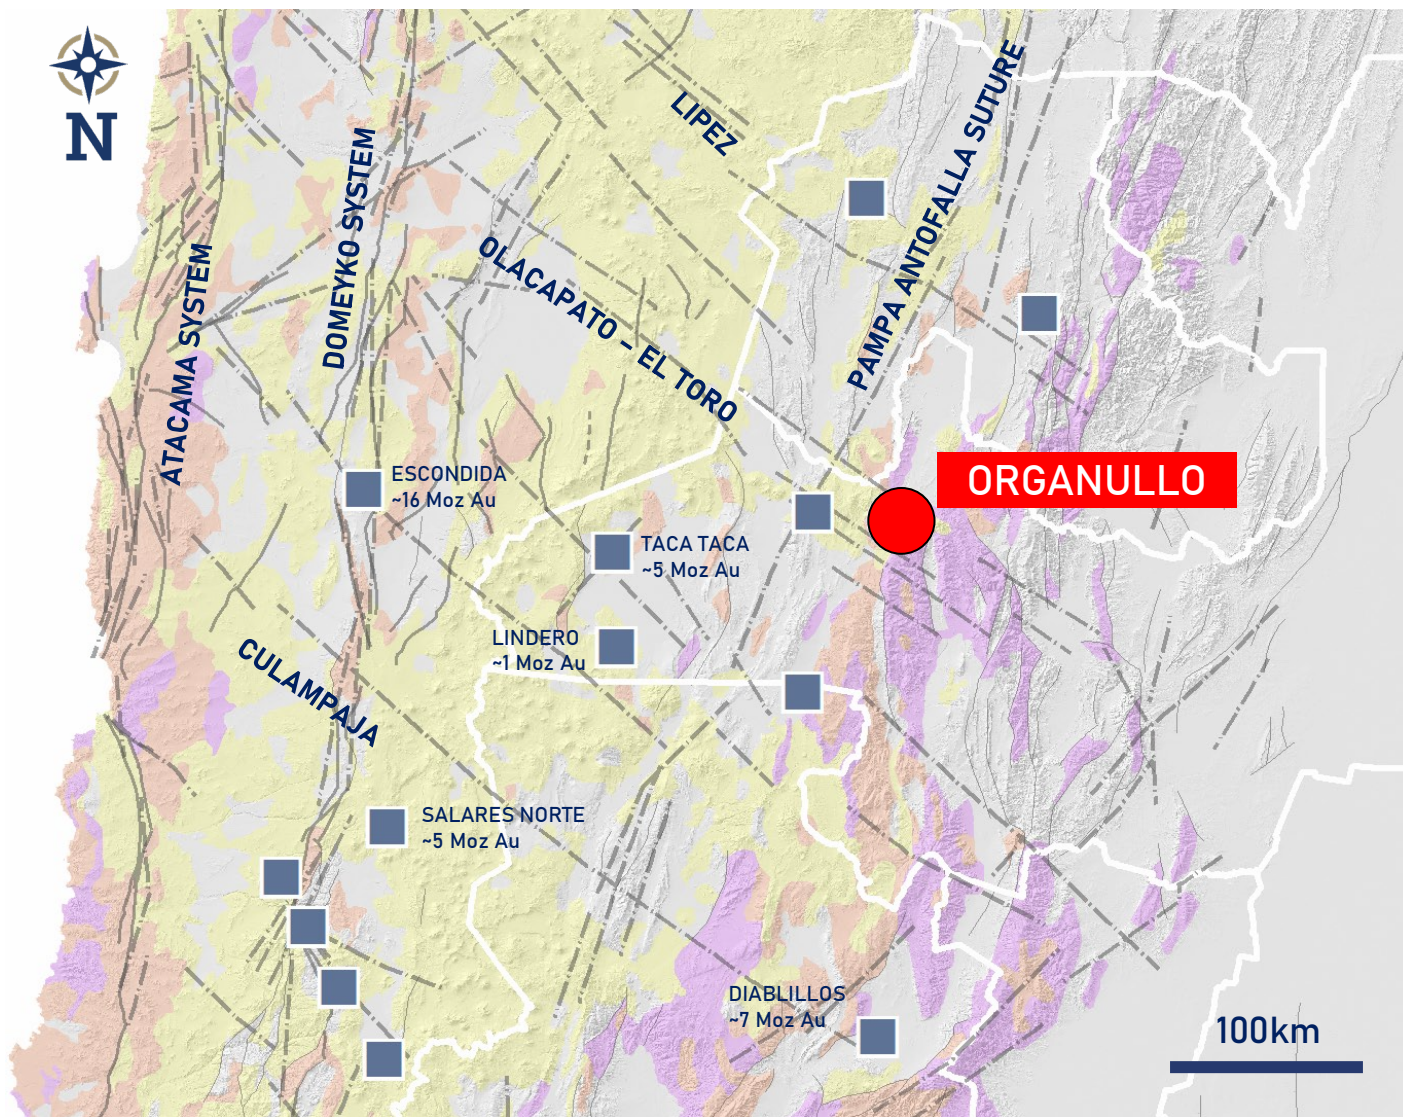 N
LIPEZ
PAMPA ANTOFALLA SUTURE
DOMEYKO SYSTEM
ATACAMA SYSTEM
OLACAPATO – EL TORO
ORGANULLO
ESCONDIDA
~16 Moz Au
TACA TACA
~5 Moz Au
LINDERO
~1 Moz Au
CULAMPAJA
SALARES NORTE
~5 Moz Au
DIABLILLOS
~7 Moz Au
100km